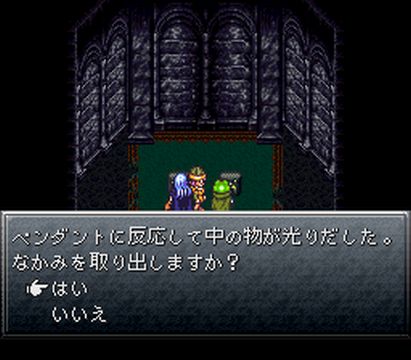 ペンダントに反応して中の物が光りだした。
なかみを取り出しますか？
はい
いいえ